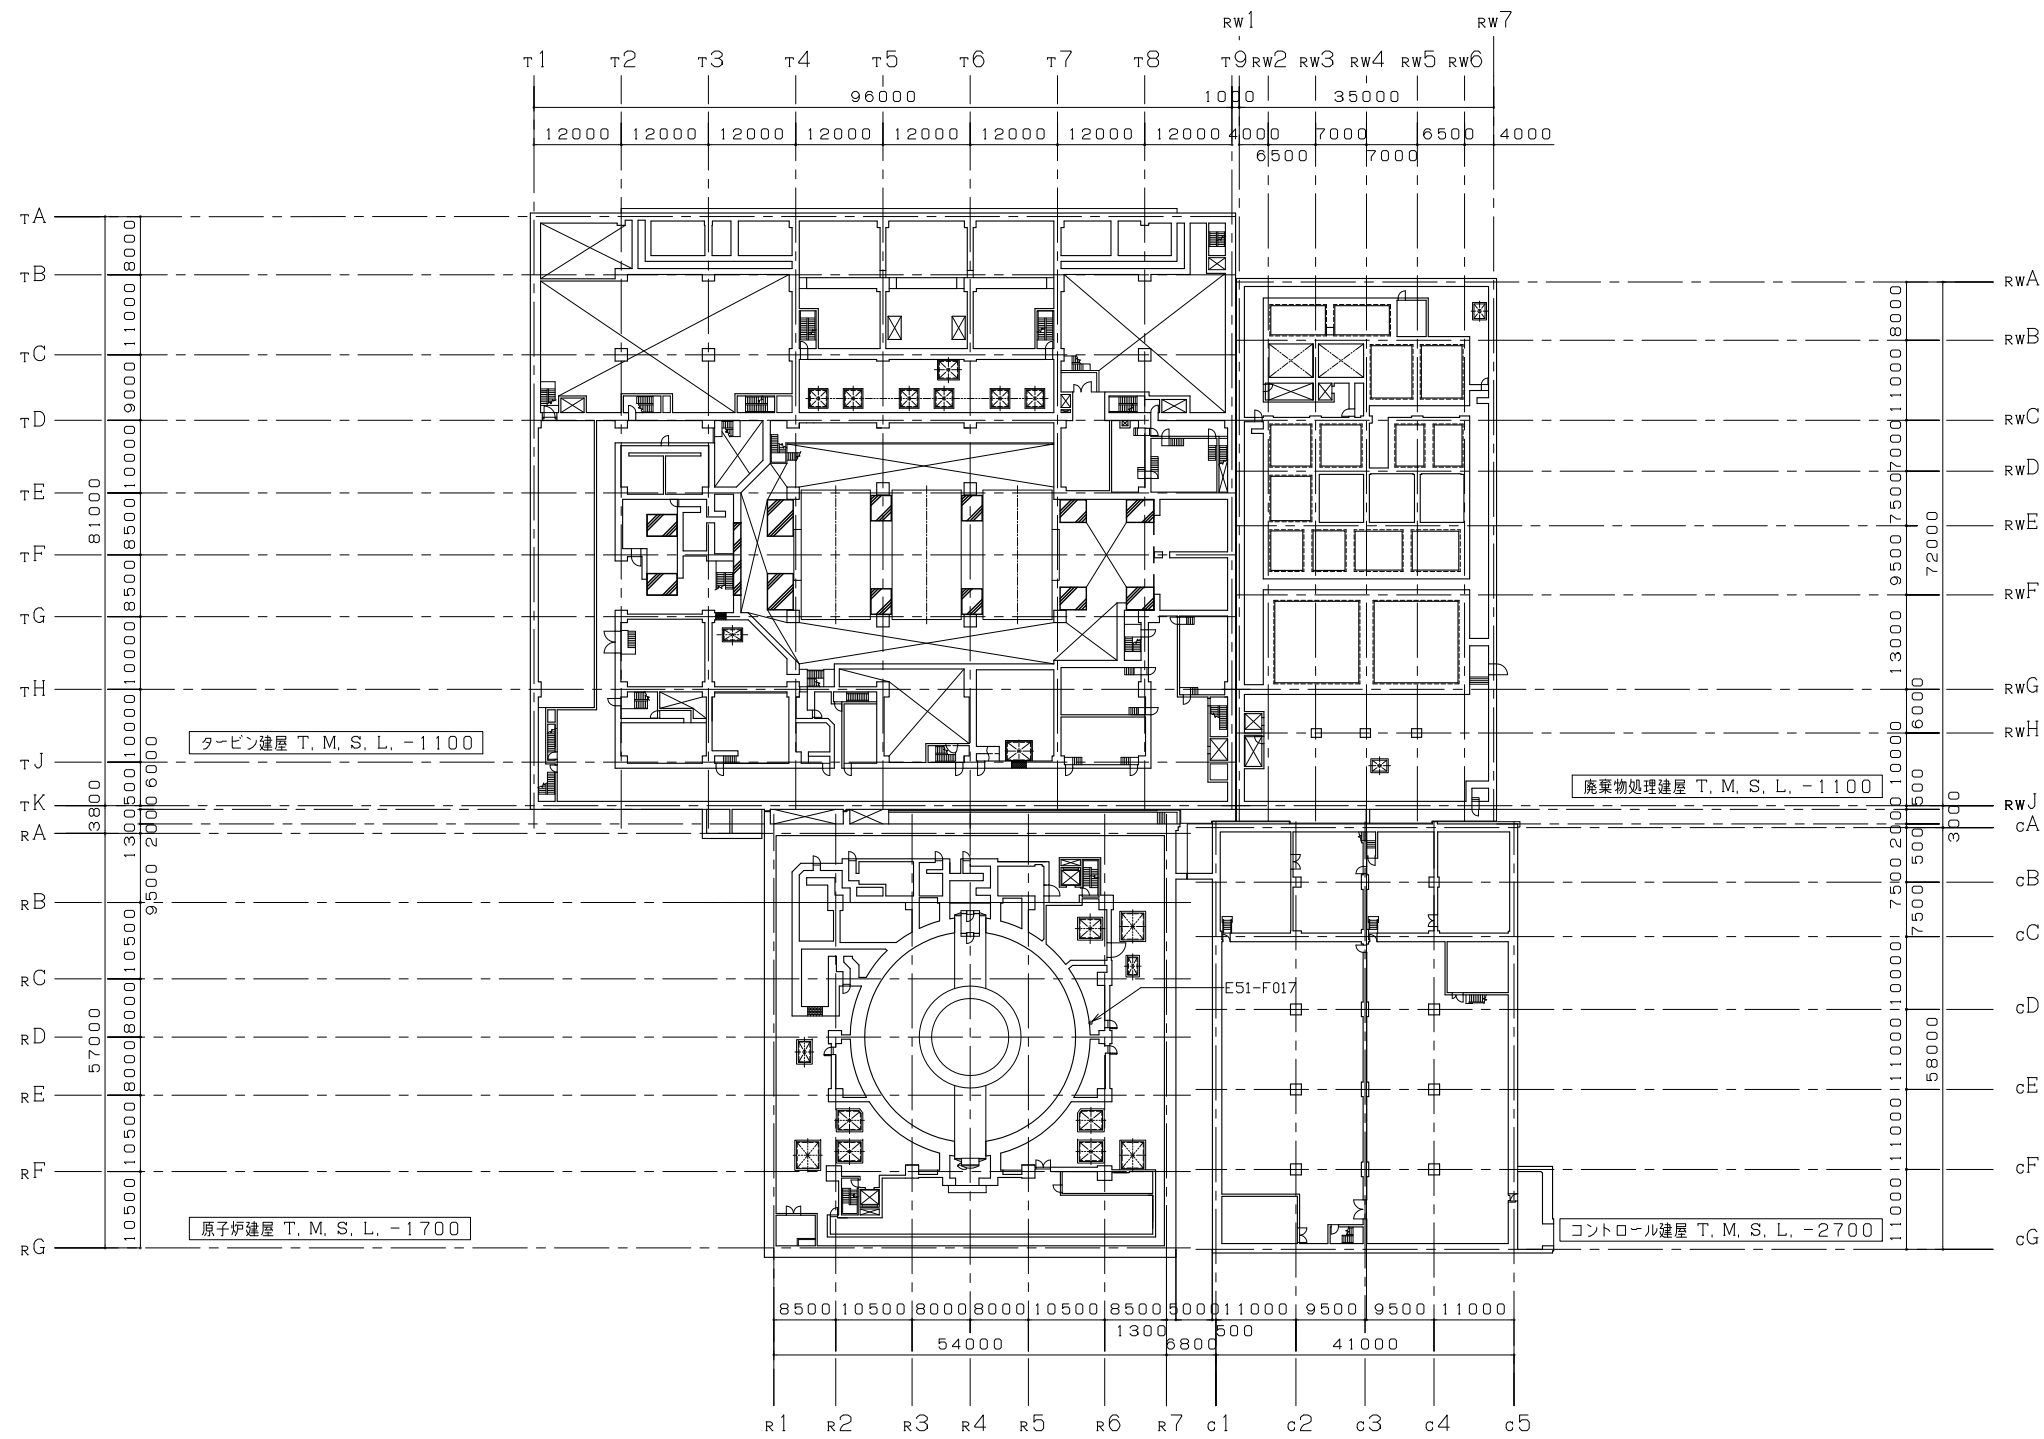 RW1 RW7
T1 T2 T3 T4 T5 T6 T7 T8 T9 RW2 RW3 RW4 RW5 RW6
96000 1000 35000
12000 12000 12000 12000 12000 12000 12000 12000 4000 7000 6500 4000
6500 7000
TA
TB
TC
TD
TE
TF
TG
TH
TJ
TK
RA
RB
RC
RD
RE
RF
RG
8000
11000
9000
10000
8500
8500
10000
10000
6000
500
1300
2000
9500
10500
8000
8000
10500
10500
81000
3800
57000
RWA
RWB
RWC
RWD
RWE
RWF
RWG
RWH
RWJ
CA
CB
CC
CD
CE
CF
CG
8000
11000
7000
7500
9500
13000
6000
10000
500
2000
500
7500
7500
10000
11000
11000
11000
72000
3000
58000
タービン建屋 T. M. S. L. -1100
廃棄物処理建屋 T. M. S. L. -1100
E51-F017
原子炉建屋 T. M. S. L. -1700
コントロール建屋 T. M. S. L. -2700
8500 10500 8000 8000 10500 8500 5000 11000 9500 9500 11000
1300 500
54000 6800 41000
R1 R2 R3 R4 R5 R6 R7 C1 C2 C3 C4 C5